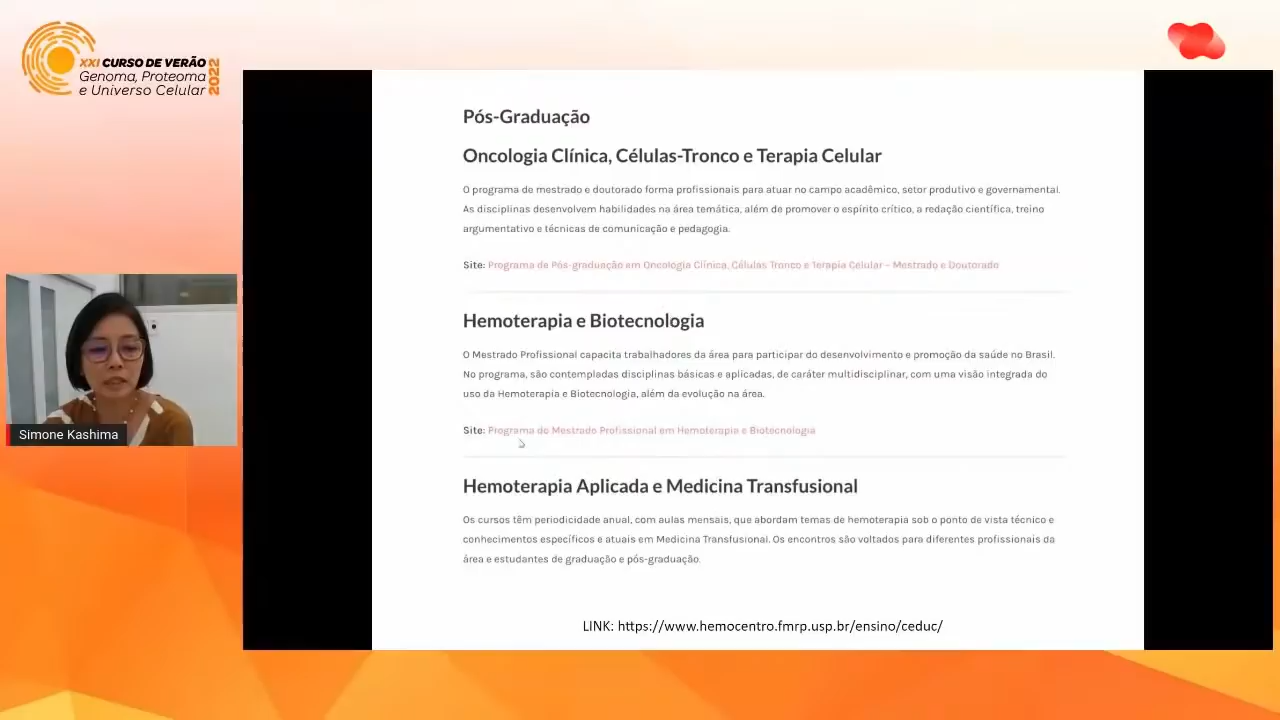 XXI CURSO DE VERÃO
Genoma, Proteoma
e Universo Celular
2022
Pós-Graduação
Oncologia Clínica, Células-Tronco e Terapia Celular
O programa de mestrado e doutorado forma profissionais para atuar no campo acadêmico, setor produtivo e governamental.
As disciplinas desenvolvem habilidades na área temática, além de promover o espírito crítico, a redação científica, treino
argumentativo e técnicas de comunicação e pedagogia.
Site: Programa de Pós-graduação em Oncologia Clínica, Células Tronco e Terapia Celular – Mestrado e Doutorado
Hemoterapia e Biotecnologia
O Mestrado Profissional capacita trabalhadores da área para participar do desenvolvimento e promoção da saúde no Brasil.
No programa, são contempladas disciplinas básicas e aplicadas, de caráter multidisciplinar, com uma visão integrada do
uso da Hemoterapia e Biotecnologia, além da evolução na área.
Site: Programa do Mestrado Profissional em Hemoterapia e Biotecnologia
Hemoterapia Aplicada e Medicina Transfusional
Os cursos têm periodicidade anual, com aulas mensais, que abordam temas de hemoterapia sob o ponto de vista técnico e
conhecimentos específicos e atuais em Medicina Transfusional. Os encontros são voltados para diferentes profissionais da
área e estudantes de graduação e pós-graduação.
LINK: https://www.hemocentro.fmrp.usp.br/ensino/ceduc/
Simone Kashima